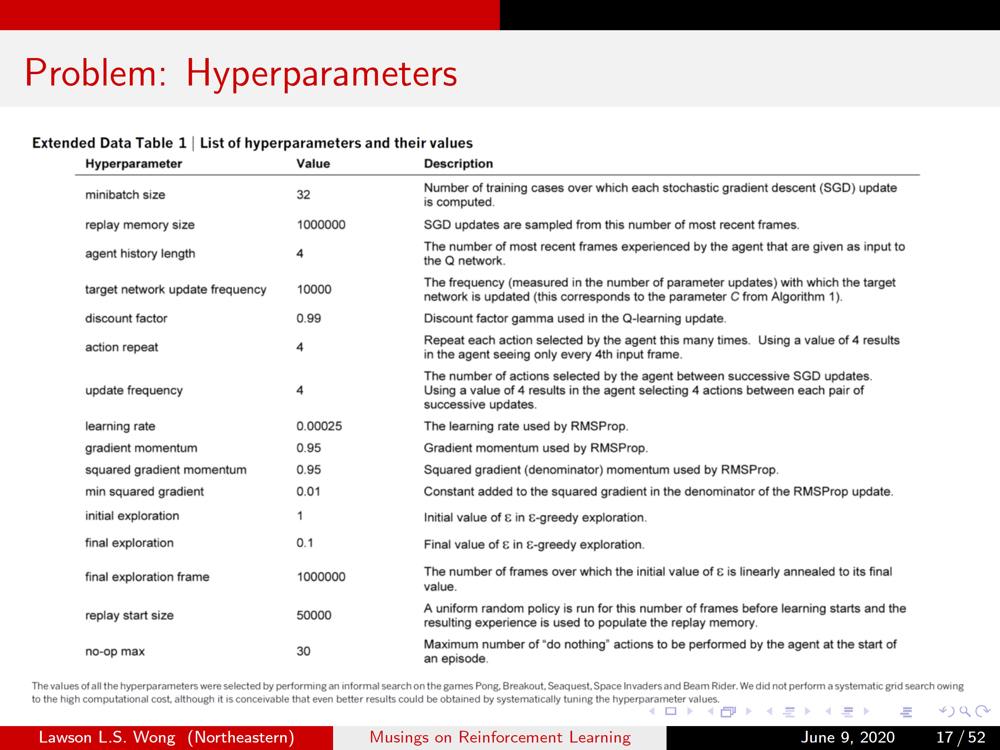 Problem: Hyperparameters
Extended Data Table 1 | List of hyperparameters and their values
Hyperparameter Value Description
minibatch size 32 Number of training cases over which each stochastic gradient descent (SGD) update
is computed.
replay memory size 1000000 SGD updates are sampled from this number of most recent frames.
agent history length 4 The number of most recent frames experienced by the agent that are given as input to
the Q network.
target network update frequency 10000 The frequency (measured in the number of parameter updates) with which the target
network is updated (this corresponds to the parameter C from Algorithm 1).
discount factor 0.99 Discount factor gamma used in the Q-learning update.
action repeat 4 Repeat each action selected by the agent this many times. Using a value of 4 results
in the agent seeing only every 4th input frame.
The number of actions selected by the agent between successive SGD updates.
update frequency 4 Using a value of 4 results in the agent selecting 4 actions between each pair of
successive updates.
learning rate 0.00025 The learning rate used by RMSProp.
gradient momentum 0.95 Gradient momentum used by RMSProp.
squared gradient momentum 0.95 Squared gradient (denominator) momentum used by RMSProp.
min squared gradient 0.01 Constant added to the squared gradient in the denominator of the RMSProp update.
initial exploration 1 Initial value of ε in ε-greedy exploration.
final exploration 0.1 Final value of ε in ε-greedy exploration.
final exploration frame 1000000 The number of frames over which the initial value of ε is linearly annealed to its final
value.
replay start size 50000 A uniform random policy is run for this number of frames before learning starts and the
resulting experience is used to populate the replay memory.
no-op max 30 Maximum number of “do nothing” actions to be performed by the agent at the start of
an episode.
The values of all the hyperparameters were selected by performing an informal search on the games Pong, Breakout, Seaquest, Space Invaders and Beam Rider. We did not perform a systematic grid search owing
to the high computational cost, although it is conceivable that even better results could be obtained by systematically tuning the hyperparameter values.
Lawson L.S. Wong (Northeastern) Musings on Reinforcement Learning June 9, 2020 17 / 52